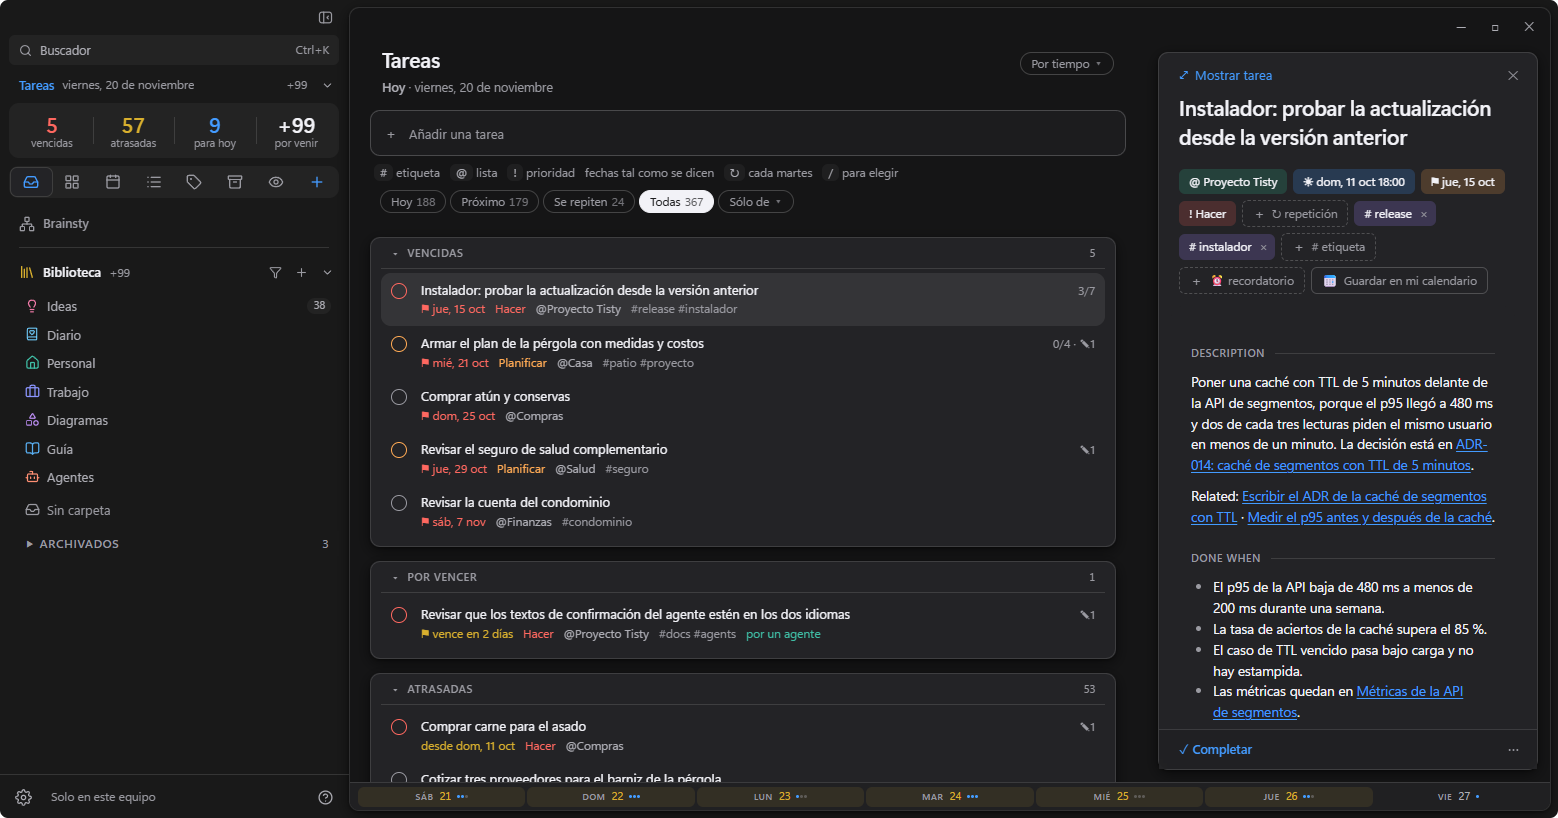 Buscador Ctrl+K
Tareas viernes, 20 de noviembre +99
5 57 9 +99
vencidas atrasadas para hoy por venir
Brainsty
Biblioteca +99
Ideas 38
Diario
Personal
Trabajo
Diagramas
Guía
Agentes
Sin carpeta
ARCHIVADOS 3
Solo en este equipo
Tareas
Hoy · viernes, 20 de noviembre
Por tiempo
+ Añadir una tarea
# etiqueta @ lista ! prioridad fechas tal como se dicen ↻ cada martes / para elegir
Hoy 188 Próximo 179 Se repiten 24 Todas 367 Sólo de
VENCIDAS 5
Instalador: probar la actualización desde la versión anterior 3/7
jue, 15 oct Hacer @Proyecto Tisty #release #instalador
Armar el plan de la pérgola con medidas y costos 0/4 · ✎1
mié, 21 oct Planificar @Casa #patio #proyecto
Comprar atún y conservas
dom, 25 oct @Compras
Revisar el seguro de salud complementario ✎1
jue, 29 oct Planificar @Salud #seguro
Revisar la cuenta del condominio
sáb, 7 nov @Finanzas #condominio
POR VENCER 1
Revisar que los textos de confirmación del agente estén en los dos idiomas ✎1
vence en 2 días Hacer @Proyecto Tisty #docs #agents por un agente
ATRASADAS 53
Comprar carne para el asado ✎1
desde dom, 11 oct Hacer @Compras
Cotizar tres proveedores para el barniz de la pérgola
SÁB 21 DOM 22 LUN 23 MAR 24 MIÉ 25 JUE 26 VIE 27
Mostrar tarea
Instalador: probar la actualización
desde la versión anterior
@ Proyecto Tisty dom, 11 oct 18:00 jue, 15 oct
! Hacer + ↻ repetición # release ×
# instalador × + # etiqueta
+ recordatorio Guardar en mi calendario
DESCRIPTION
Poner una caché con TTL de 5 minutos delante de
la API de segmentos, porque el p95 llegó a 480 ms
y dos de cada tres lecturas piden el mismo usuario
en menos de un minuto. La decisión está en ADR-
014: caché de segmentos con TTL de 5 minutos.
Related: Escribir el ADR de la caché de segmentos
con TTL · Medir el p95 antes y después de la caché.
DONE WHEN
• El p95 de la API baja de 480 ms a menos de
200 ms durante una semana.
• La tasa de aciertos de la caché supera el 85 %.
• El caso de TTL vencido pasa bajo carga y no
hay estampida.
• Las métricas quedan en Métricas de la API
de segmentos.
✓ Completar ···